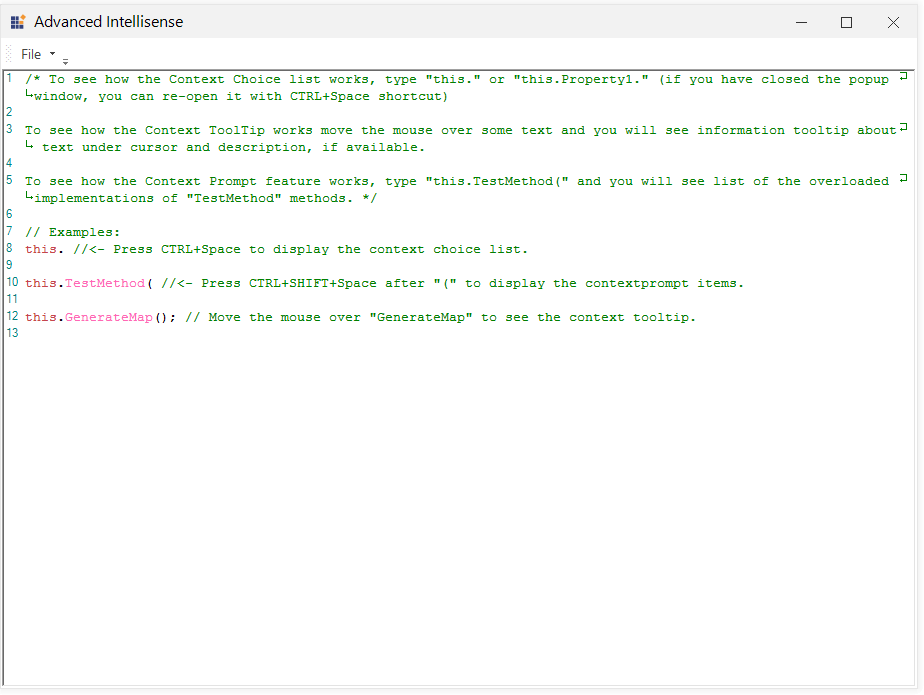 Advanced Intellisense
File
1 /* To see how the Context Choice list works, type "this." or "this.Property1." (if you have closed the popup
window, you can re-open it with CTRL+Space shortcut)
2
3 To see how the Context ToolTip works move the mouse over some text and you will see information tooltip about
text under cursor and description, if available.
4
5 To see how the Context Prompt feature works, type "this.TestMethod(" and you will see list of the overloaded
implementations of "TestMethod" methods. */
6
7 // Examples:
8 this. //<- Press CTRL+Space to display the context choice list.
9
10 this.TestMethod( //<- Press CTRL+SHIFT+Space after "(" to display the contextprompt items.
11
12 this.GenerateMap(); // Move the mouse over "GenerateMap" to see the context tooltip.
13